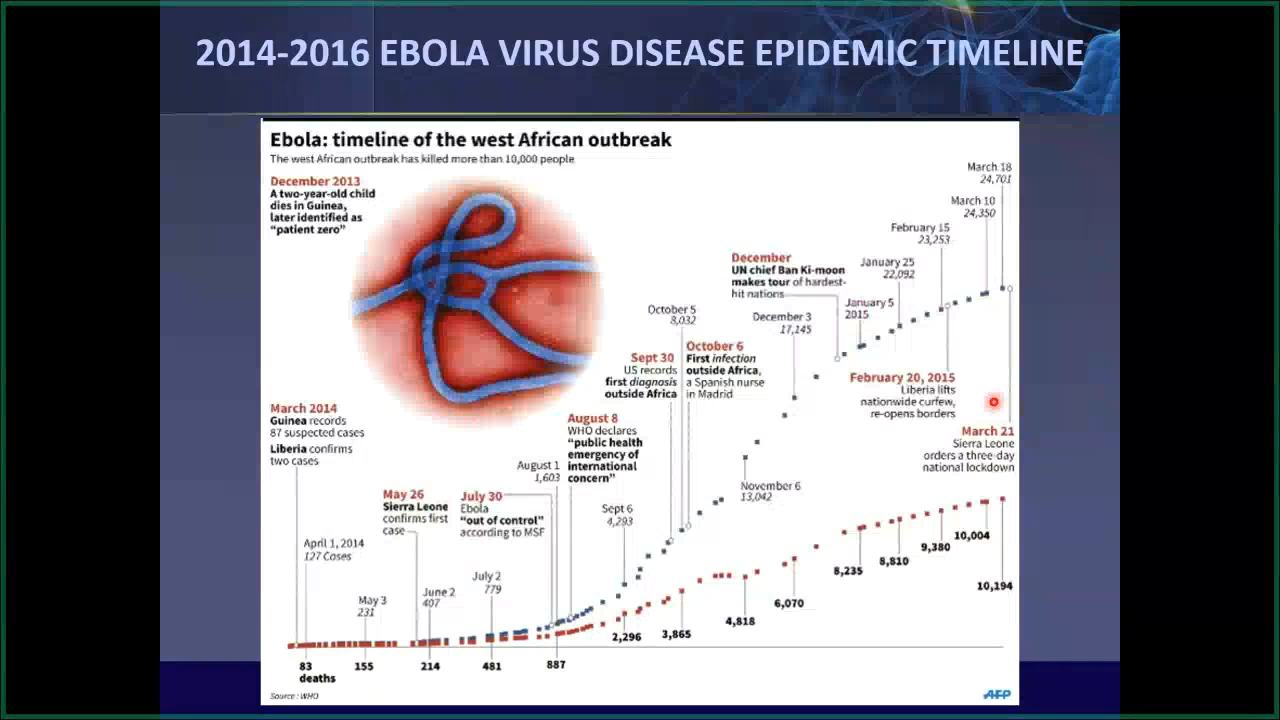 2014-2016 EBOLA VIRUS DISEASE EPIDEMIC TIMELINE
Ebola: timeline of the west African outbreak
The west African outbreak has killed more than 10,000 people
December 2013
A two-year-old child
dies in Guinea,
later identified as
“patient zero”
March 2014
Guinea records
87 suspected cases
Liberia confirms
two cases
April 1, 2014
127 Cases
May 3
231
May 26
Sierra Leone
confirms first
case
June 2
407
July 2
779
July 30
Ebola
“out of control”
according to MSF
August 1
1,603
August 8
WHO declares
“public health
emergency of
international
concern”
Sept 6
4,293
Sept 30
US records
first diagnosis
outside Africa
October 5
8,032
October 6
First infection
outside Africa,
a Spanish nurse
in Madrid
November 6
13,042
December 3
17,145
December
UN chief Ban Ki-moon
makes tour of hardest-
hit nations
January 5
2015
January 25
22,092
February 15
23,253
February 20, 2015
Liberia lifts
nationwide curfew,
re-opens borders
March 10
24,350
March 18
24,701
March 21
Sierra Leone
orders a three-day
national lockdown
83
deaths
155
214
481
887
2,296
3,865
4,818
6,070
8,235
8,810
9,380
10,004
10,194
Source: WHO
AFP